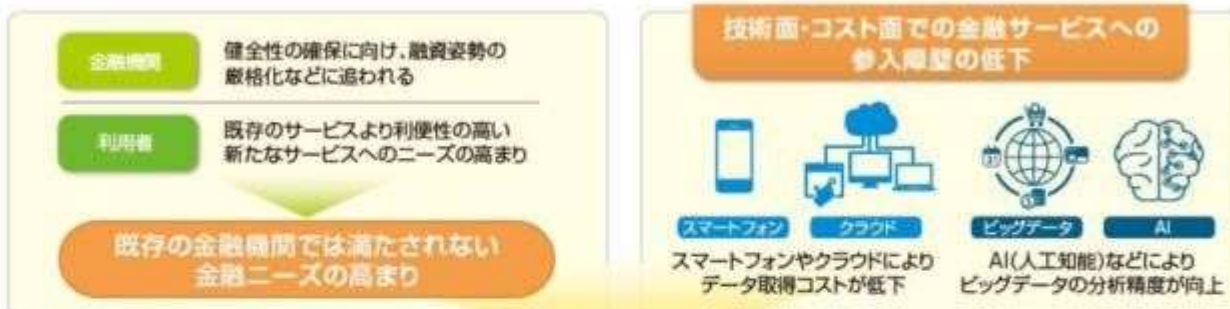 金融機関
健全性の確保に向け、融資姿勢の
厳格化などに追われる
利用者
既存のサービスより利便性の高い
新たなサービスへのニーズの高まり
既存の金融機関では満たされない
金融ニーズの高まり
技術面・コスト面での金融サービスへの
参入障壁の低下
スマートフォン
クラウド
ビッグデータ
AI
スマートフォンやクラウドにより
データ取得コストが低下
AI(人工知能)などにより
ビッグデータの分析精度が向上